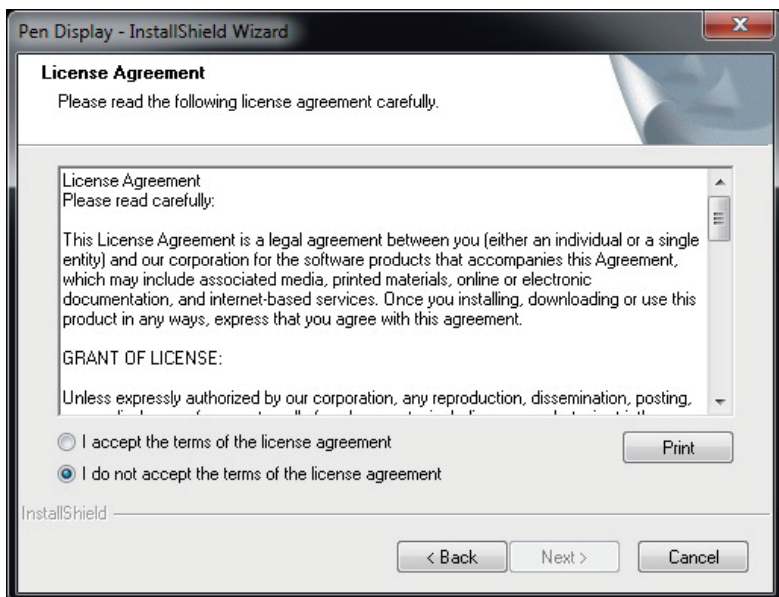 Pen Display - InstallShield Wizard
License Agreement
Please read the following license agreement carefully.
License Agreement
Please read carefully:
This License Agreement is a legal agreement between you (either an individual or a single
entity) and our corporation for the software products that accompanies this Agreement,
which may include associated media, printed materials, online or electronic
documentation, and internet-based services. Once you installing, downloading or use this
product in any ways, express that you agree with this agreement.
GRANT OF LICENSE:
Unless expressly authorized by our corporation, any reproduction, dissemination, posting,
I accept the terms of the license agreement
Print
I do not accept the terms of the license agreement
InstallShield
< Back
Next >
Cancel